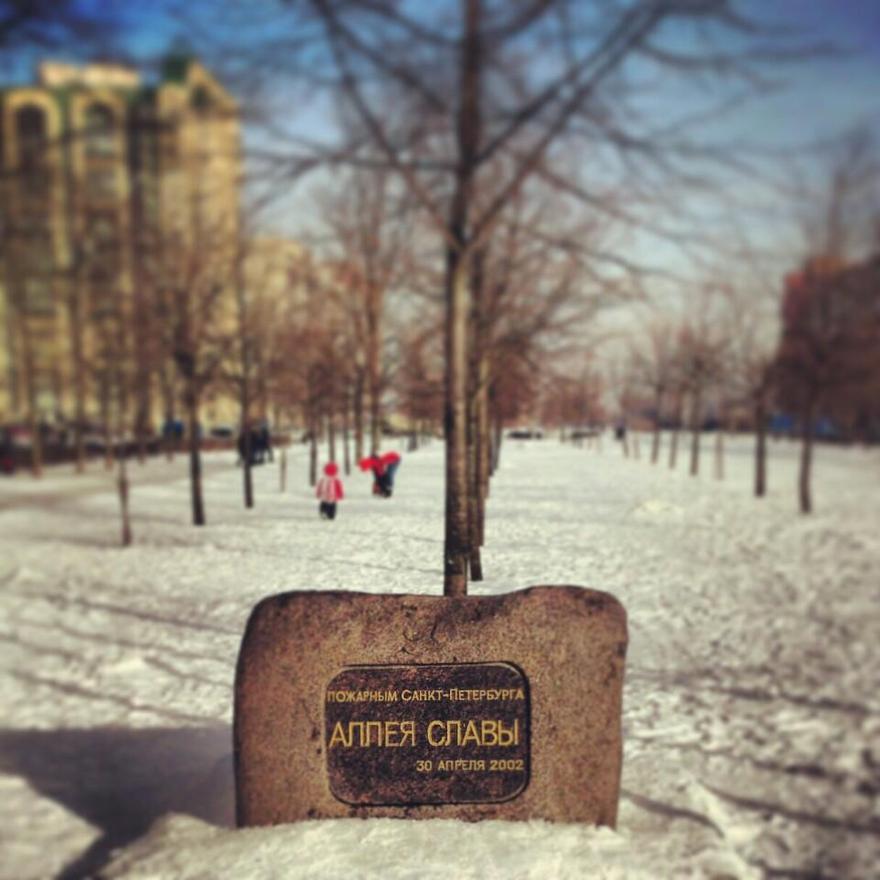 ПОЖАРНЫМ САНКТ-ПЕТЕРБУРГА
АЛЛЕЯ СЛАВЫ
30 АПРЕЛЯ 2002